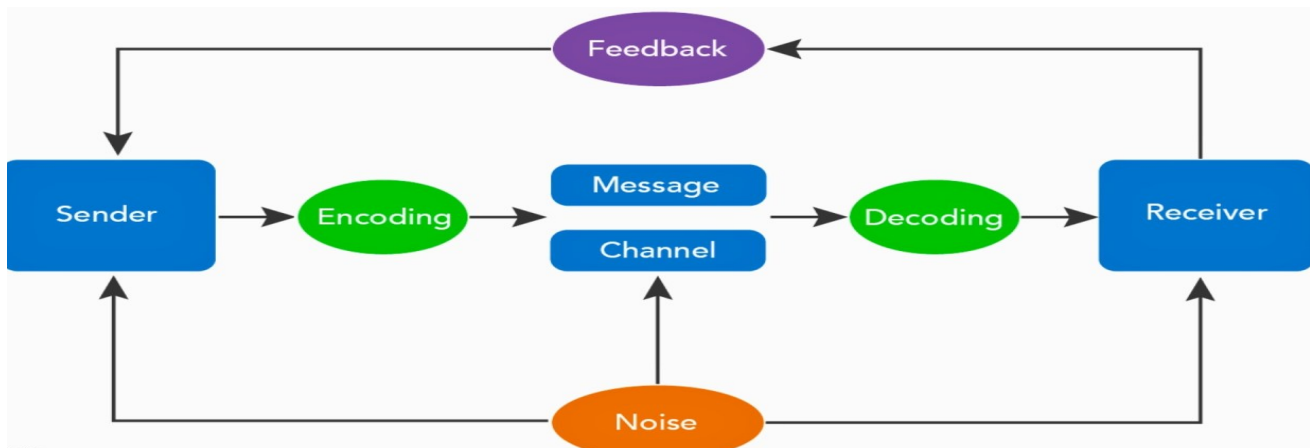 Feedback
Sender
Encoding
Message
Channel
Decoding
Receiver
Noise